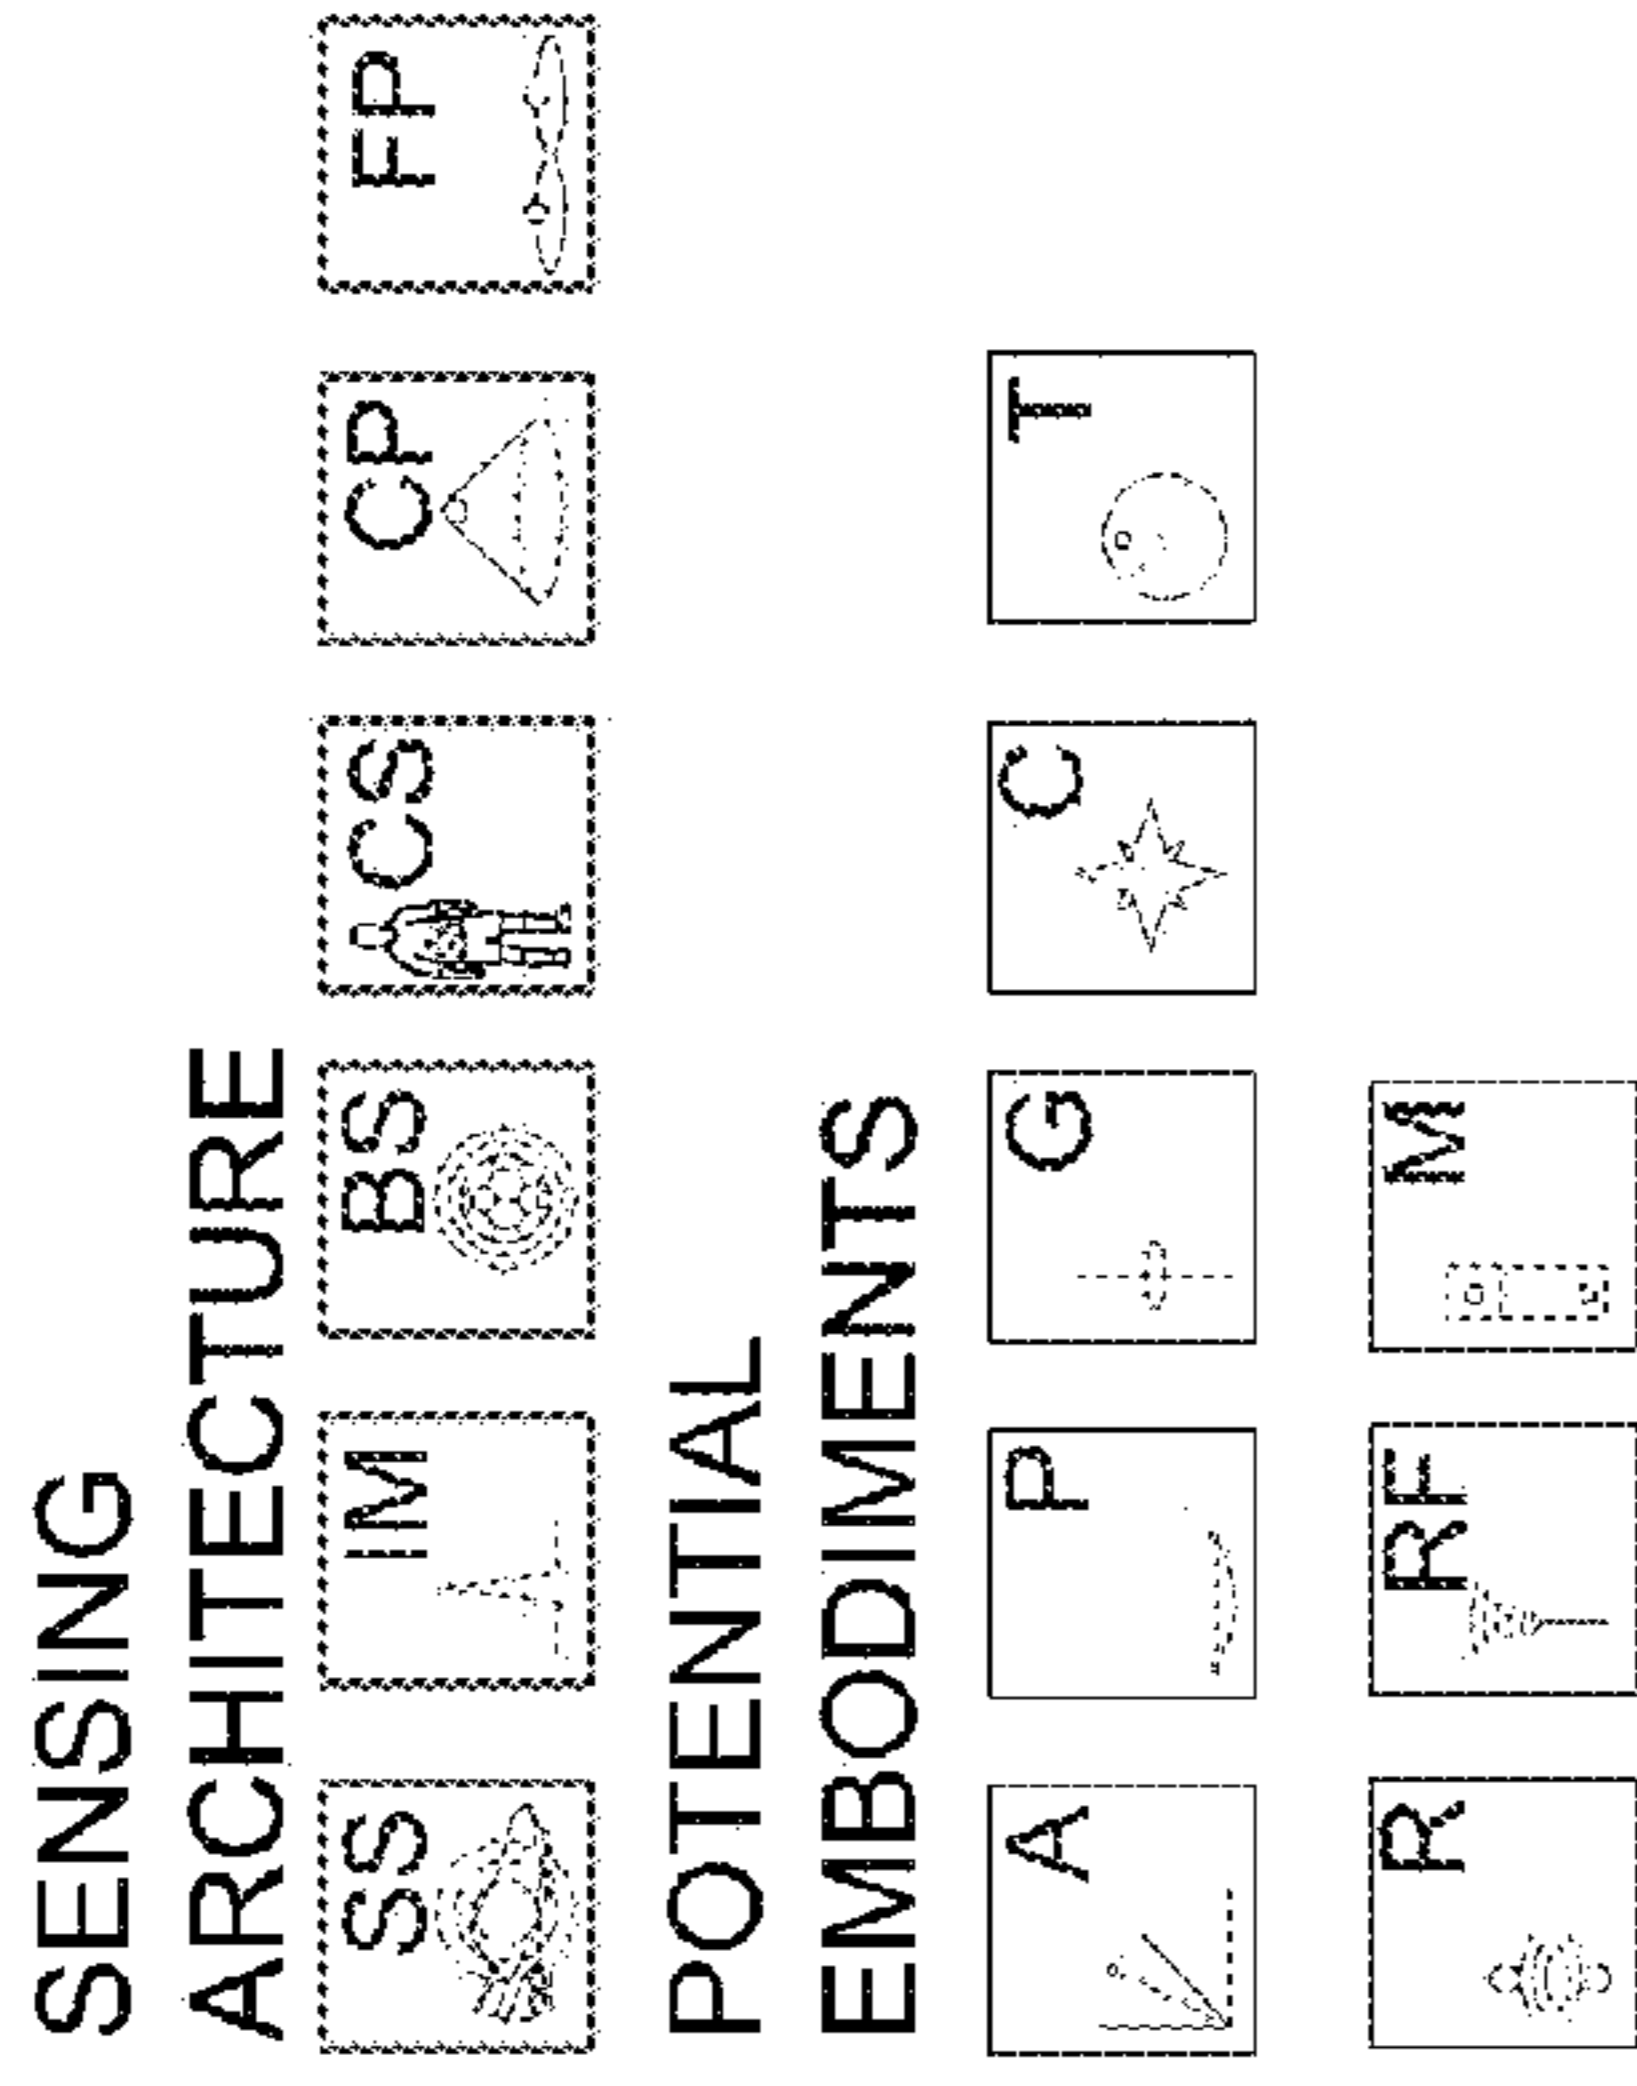 SENSING
ARCHITECTURE
SS IM BS CS CP FP
POTENTIAL
EMBODIMENTS
A P G C T
R RF M